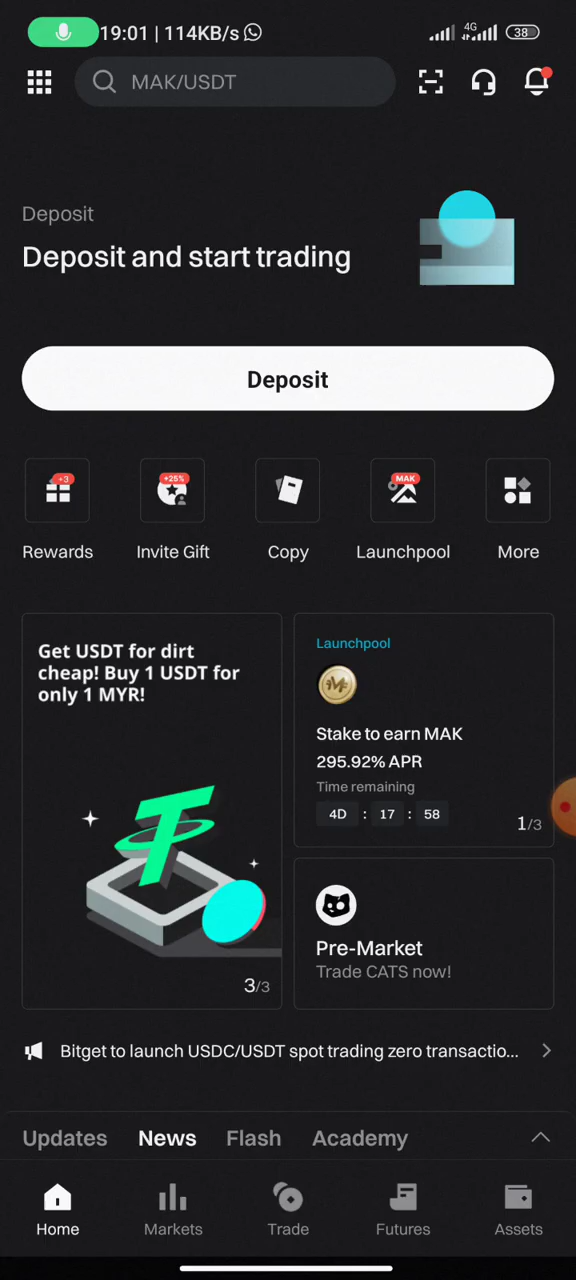 19:01 | 114KB/s
4G
38
MAK/USDT
Deposit
Deposit and start trading
Deposit
+3
+25%
MAK
Rewards
Invite Gift
Copy
Launchpool
More
Get USDT for dirt
cheap! Buy 1 USDT for
only 1 MYR!
3/3
Launchpool
Stake to earn MAK
295.92% APR
Time remaining
4D : 17 : 58
1/3
Pre-Market
Trade CATS now!
Bitget to launch USDC/USDT spot trading zero transactio...
Updates News Flash Academy
Home
Markets
Trade
Futures
Assets